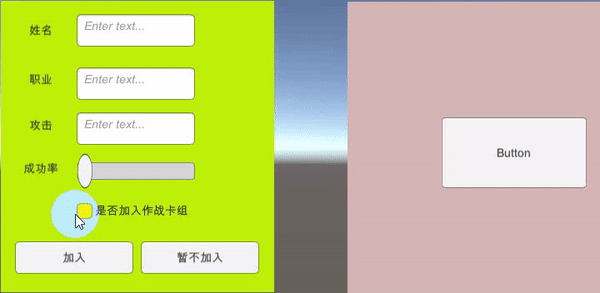 姓名
Enter text...
职业
Enter text...
攻击
Enter text...
成功率
是否加入作战卡组
加入
暂不加入
Button